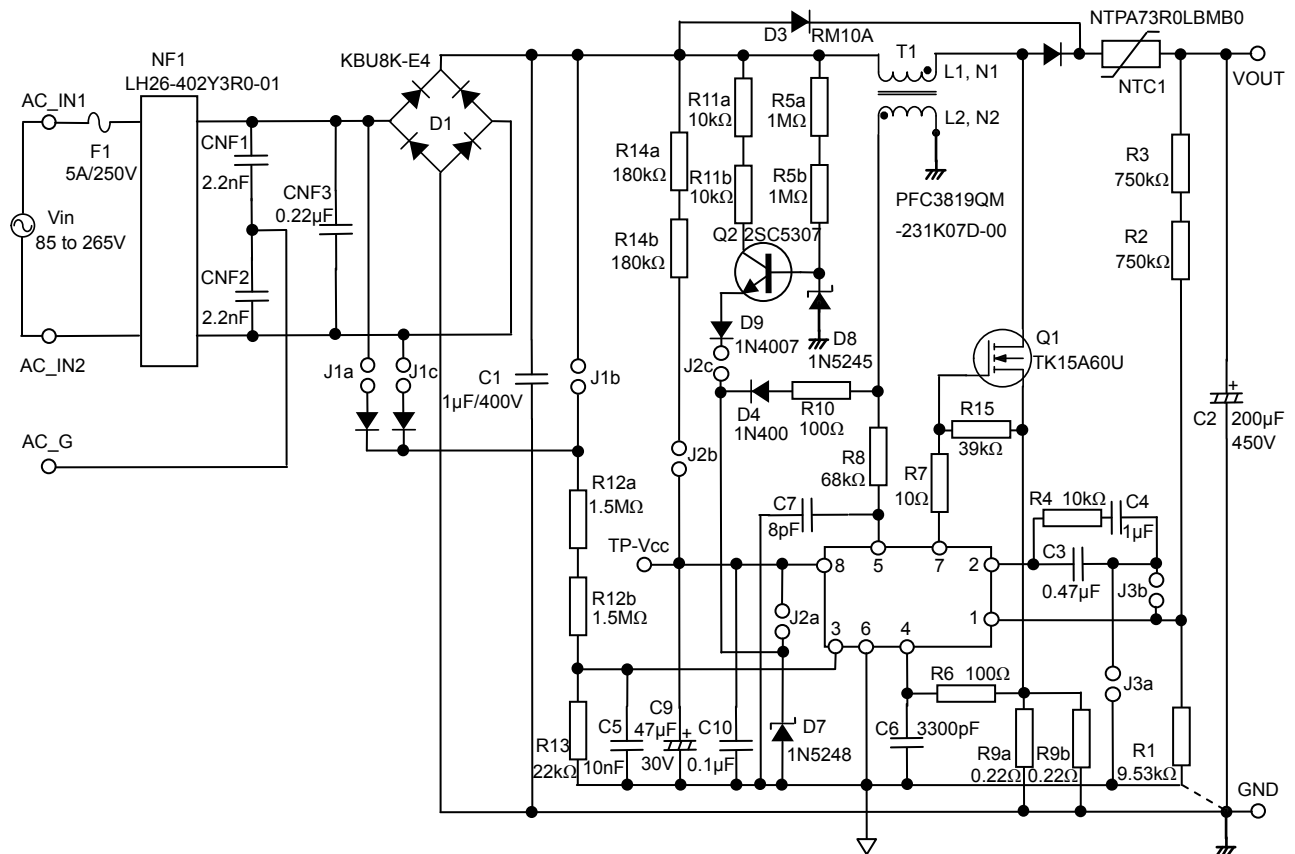 NTPA73R0LBMB0
D3
RM10A
NF1
LH26-402Y3R0-01
KBU8K-E4
T1
L1, N1
VOUT
NTC1
AC_IN1
F1
5A/250V
CNF1
2.2nF
D1
R11a
10kΩ
R5a
1MΩ
L2, N2
R14a
180kΩ
R3
750kΩ
CNF3
0.22µF
R11b
10kΩ
R5b
1MΩ
PFC3819QM
-231K07D-00
Vin
85 to 265V
R14b
180kΩ
Q2 2SC5307
R2
750kΩ
CNF2
2.2nF
D9
1N4007
D8
1N5245
Q1
TK15A60U
AC_IN2
J1a
J1c
C1
1µF/400V
J1b
J2c
D4
1N400
R10
100Ω
R15
39kΩ
C2
200µF
450V
AC_G
J2b
R8
68kΩ
R7
10Ω
R12a
1.5MΩ
C7
8pF
R4
10kΩ
C4
1µF
TP-Vcc
8
5
7
2
C3
0.47µF
J3b
R12b
1.5MΩ
J2a
3
6
4
1
R6
100Ω
J3a
R13
22kΩ
C5
10nF
C9
47µF
30V
C10
0.1µF
D7
1N5248
C6
3300pF
R9a
0.22Ω
R9b
0.22Ω
R1
9.53kΩ
GND